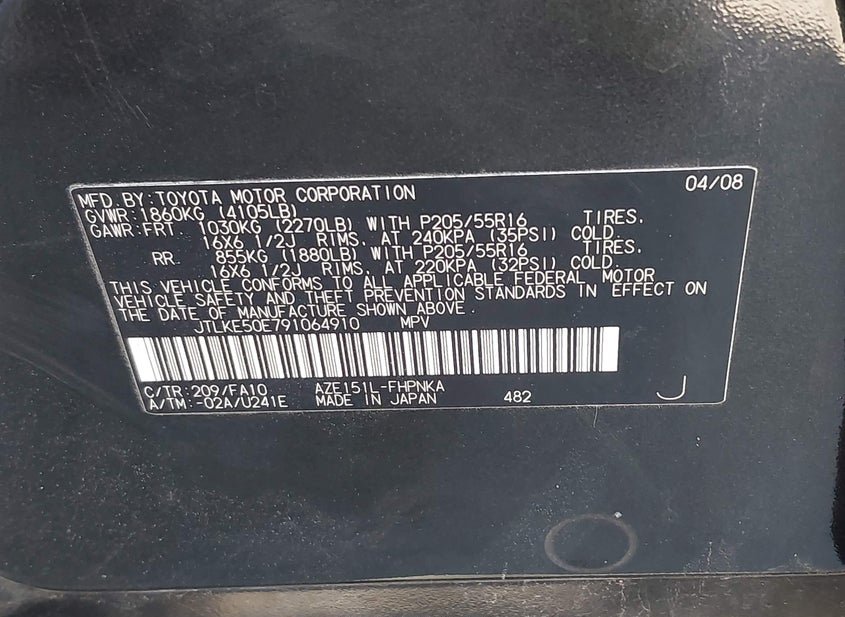 MFD. BY: TOYOTA MOTOR CORPORATION 04/08
GVWR: 1860KG (4105LB)
GAWR: FRT 1030KG (2270LB) WITH P205/55R16 TIRES.
16X6 1/2J RIMS. AT 240KPA (35PSI) COLD.
RR 855KG (1880LB) WITH P205/55R16 TIRES.
16X6 1/2J RIMS. AT 220KPA (32PSI) COLD.
THIS VEHICLE CONFORMS TO ALL APPLICABLE FEDERAL MOTOR
VEHICLE SAFETY AND THEFT PREVENTION STANDARDS IN EFFECT ON
THE DATE OF MANUFACTURE SHOWN ABOVE.
JTLKE50E791064910 MPV
C/TR: 209/FA10 AZE151L-FHPNKA
A/TM: -02A/U241E MADE IN JAPAN 482 J